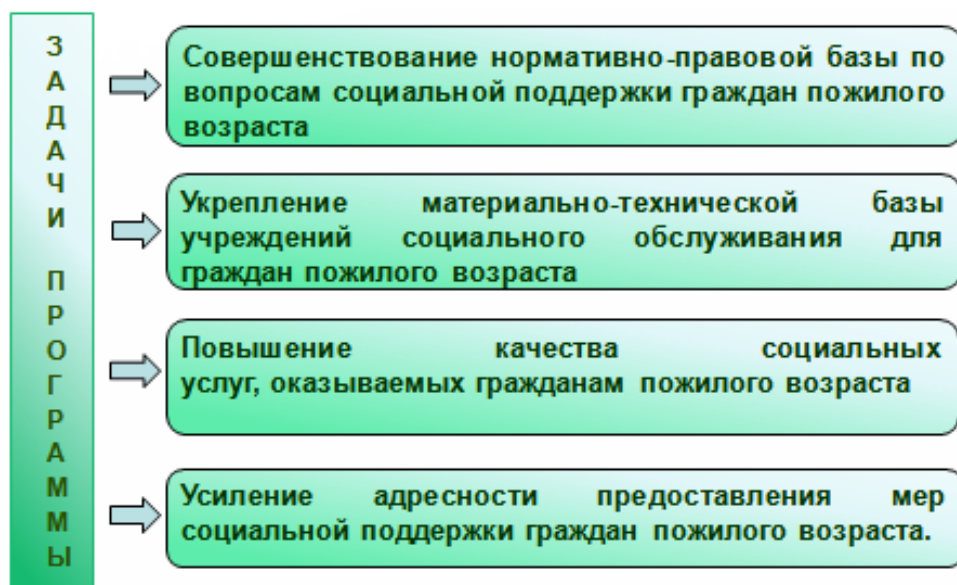 ЗАДАЧИ ПРОГРАММЫ
Совершенствование нормативно-правовой базы по
вопросам социальной поддержки граждан пожилого
возраста
Укрепление материально-технической базы
учреждений социального обслуживания для
граждан пожилого возраста
Повышение качества социальных
услуг, оказываемых гражданам пожилого возраста
Усиление адресности предоставления мер
социальной поддержки граждан пожилого возраста.